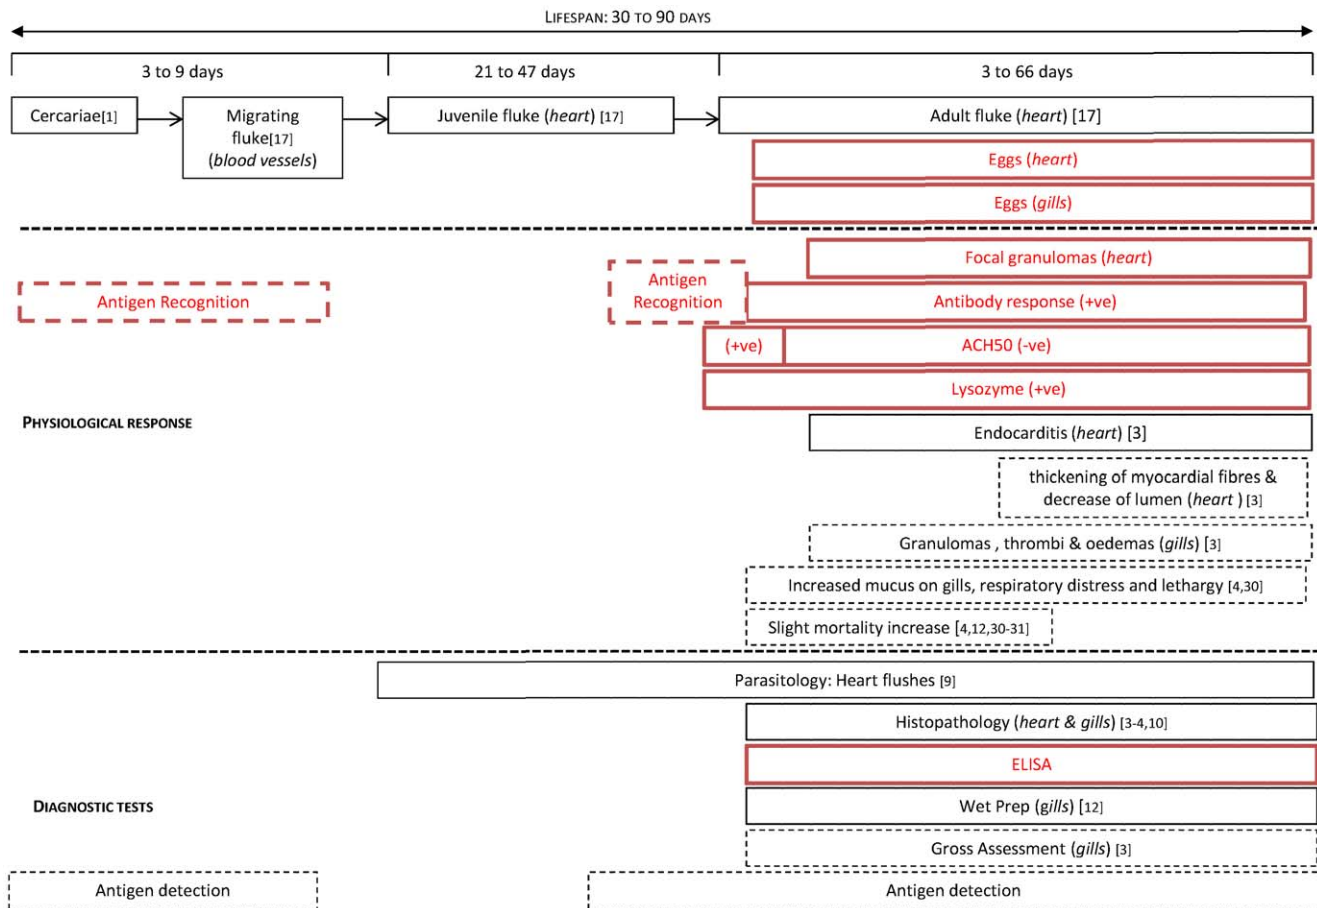 LIFESPAN: 30 TO 90 DAYS
3 to 9 days
21 to 47 days
3 to 66 days
Cercariae[1]
Migrating
fluke[17]
(blood vessels)
Juvenile fluke (heart) [17]
Adult fluke (heart) [17]
Eggs (heart)
Eggs (gills)
Focal granulomas (heart)
Antigen Recognition
Antigen
Recognition
Antibody response (+ve)
(+ve)
ACH50 (-ve)
Lysozyme (+ve)
PHYSIOLOGICAL RESPONSE
Endocarditis (heart) [3]
thickening of myocardial fibres &
decrease of lumen (heart ) [3]
Granulomas , thrombi & oedemas (gills) [3]
Increased mucus on gills, respiratory distress and lethargy [4,30]
Slight mortality increase [4,12,30-31]
Parasitology: Heart flushes [9]
Histopathology (heart & gills) [3-4,10]
ELISA
DIAGNOSTIC TESTS
Wet Prep (gills) [12]
Gross Assessment (gills) [3]
Antigen detection
Antigen detection